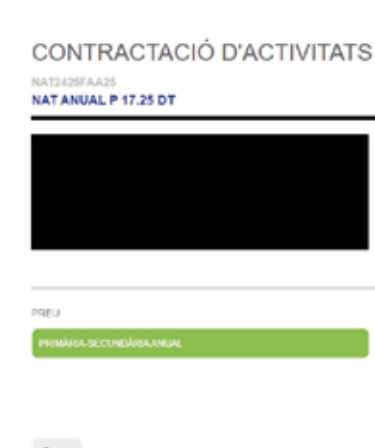 CONTRACTACIÓ D'ACTIVITATS
NAT2425FAA25
NAT ANUAL P 17.25 DT
PREU
PRIMÀRIA-SECUNDÀRIA ANUAL